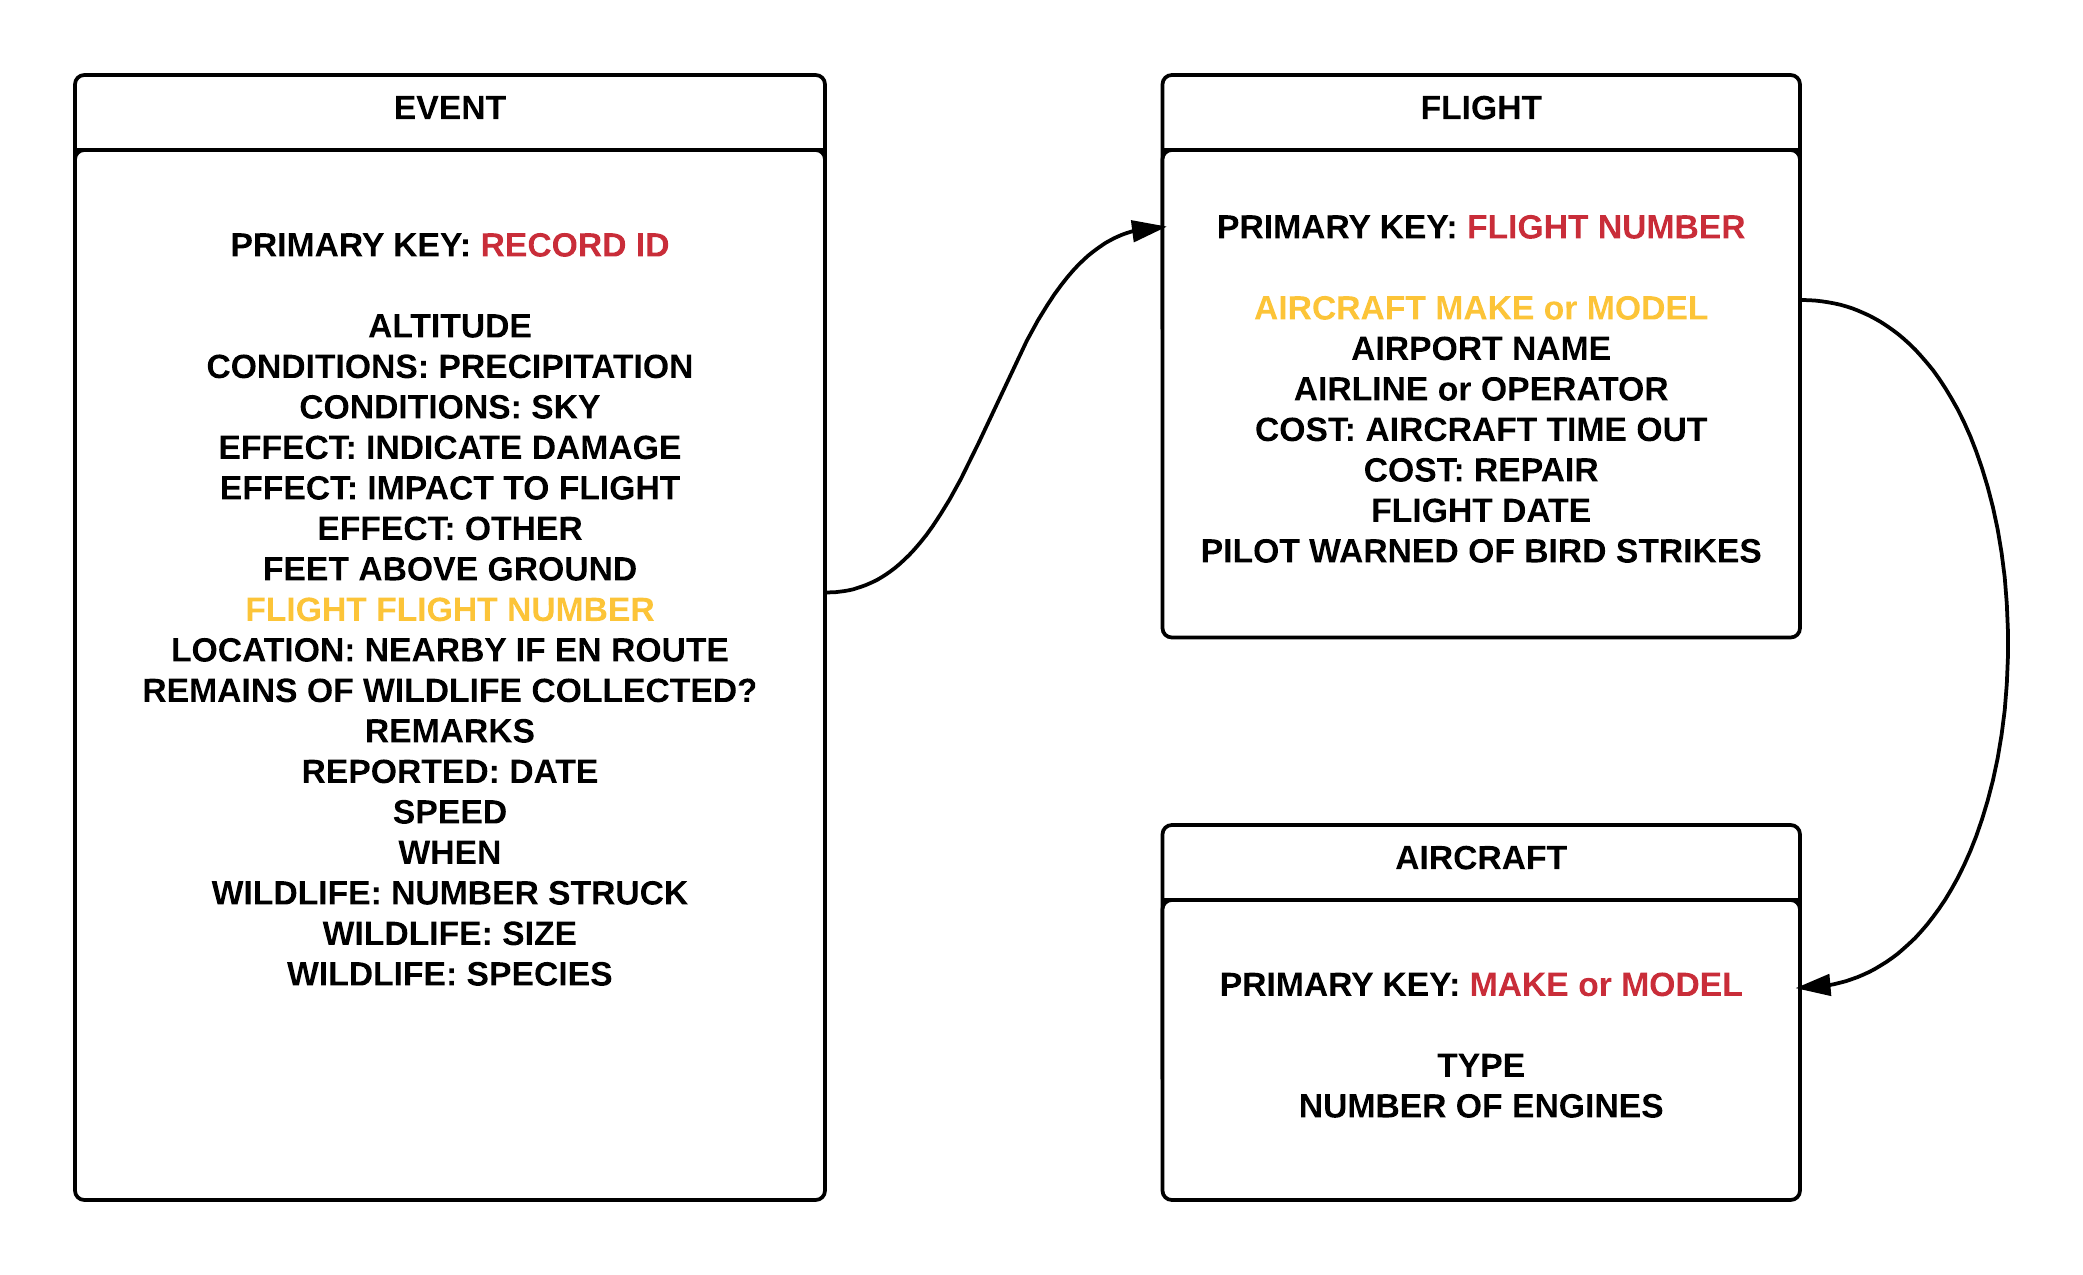 EVENT
PRIMARY KEY: RECORD ID
ALTITUDE
CONDITIONS: PRECIPITATION
CONDITIONS: SKY
EFFECT: INDICATE DAMAGE
EFFECT: IMPACT TO FLIGHT
EFFECT: OTHER
FEET ABOVE GROUND
FLIGHT FLIGHT NUMBER
LOCATION: NEARBY IF EN ROUTE
REMAINS OF WILDLIFE COLLECTED?
REMARKS
REPORTED: DATE
SPEED
WHEN
WILDLIFE: NUMBER STRUCK
WILDLIFE: SIZE
WILDLIFE: SPECIES
FLIGHT
PRIMARY KEY: FLIGHT NUMBER
AIRCRAFT MAKE or MODEL
AIRPORT NAME
AIRLINE or OPERATOR
COST: AIRCRAFT TIME OUT
COST: REPAIR
FLIGHT DATE
PILOT WARNED OF BIRD STRIKES
AIRCRAFT
PRIMARY KEY: MAKE or MODEL
TYPE
NUMBER OF ENGINES